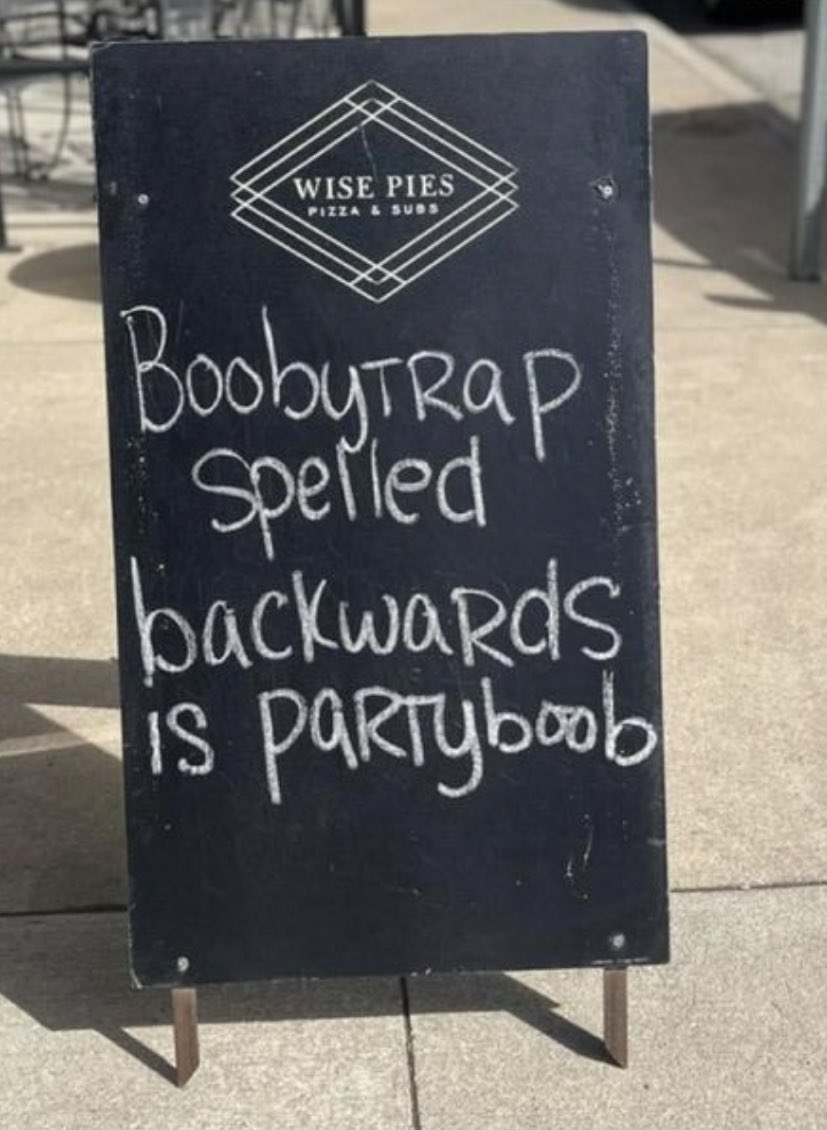 WISE PIES
PIZZA & SUBS
BoobyTRap
spelled
backwaRds
is paRTyboob